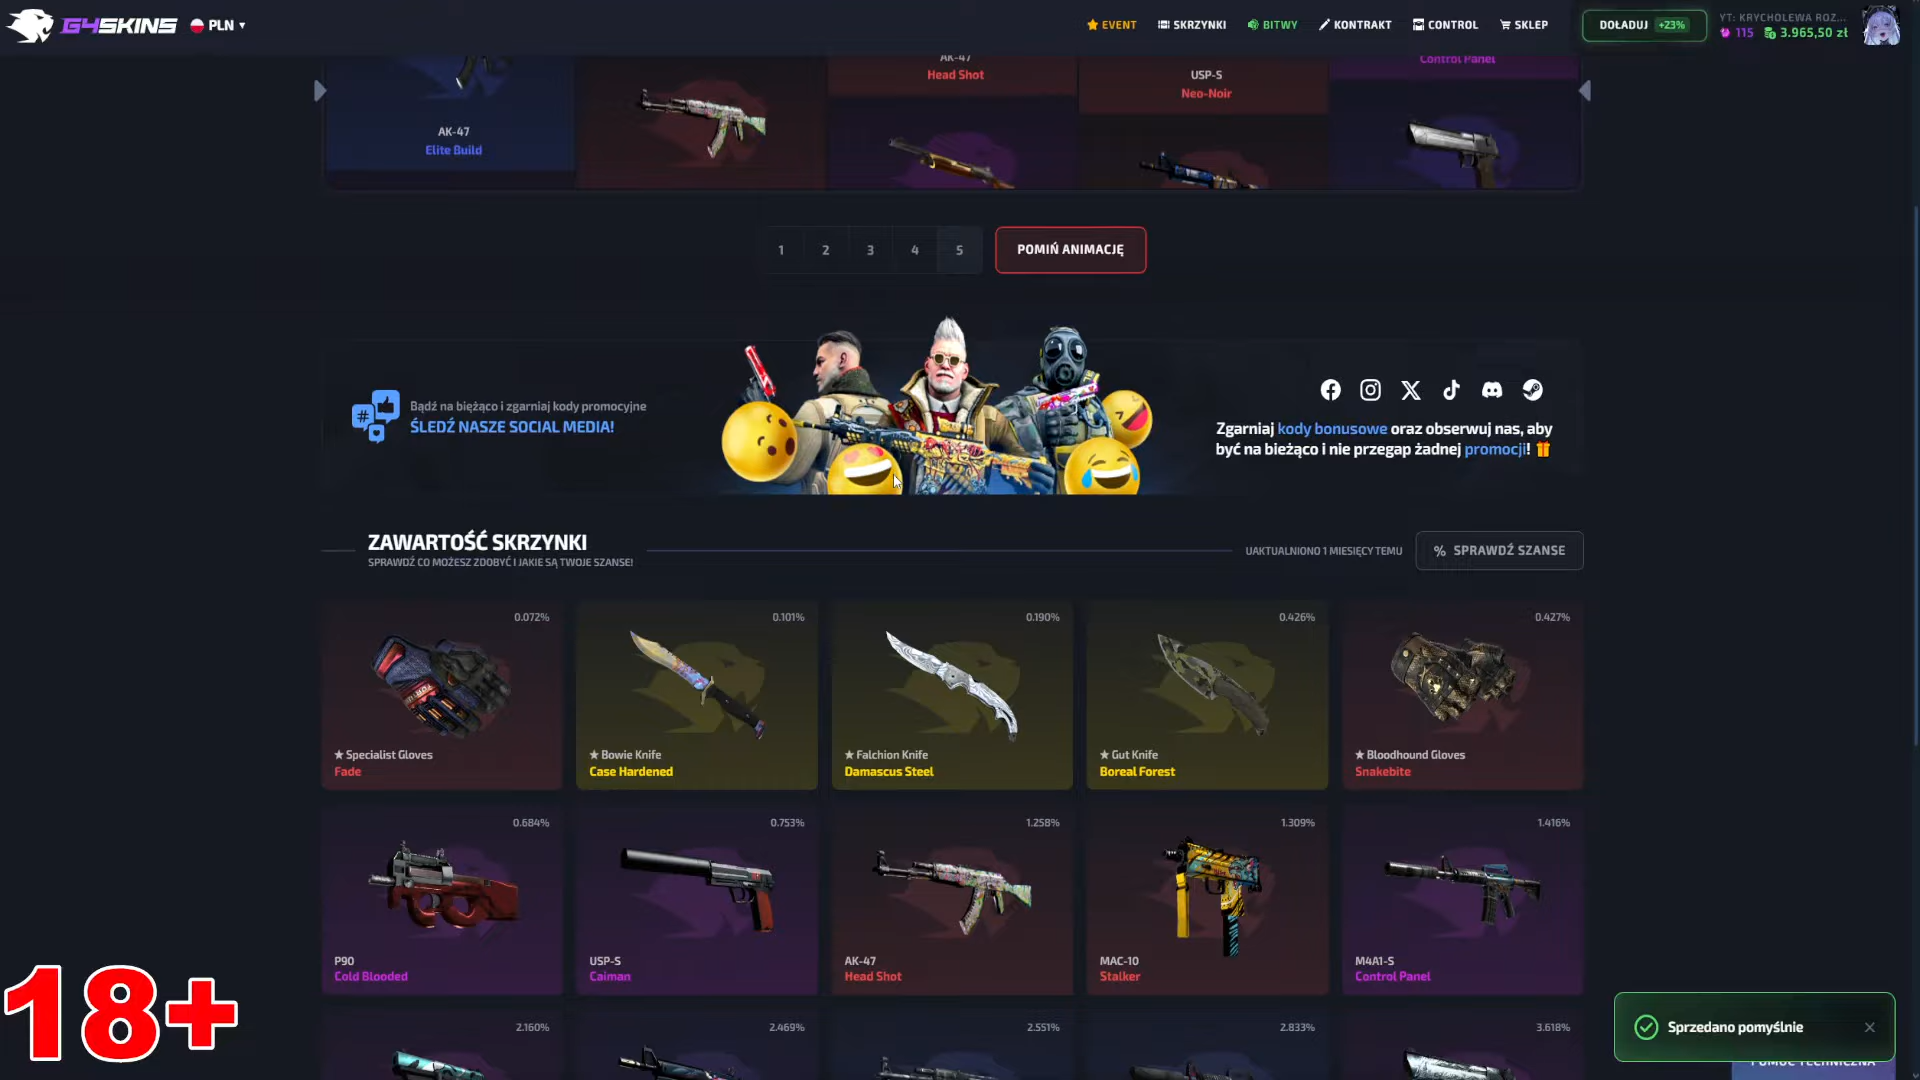 G4SKINS
PLN
EVENT
SKRZYNKI
BITWY
KONTRAKT
CONTROL
SKLEP
DOŁADUJ +23%
YT: KRYCHOLEWA ROZ...
115 3.965,50 zł
AK-47
Elite Build
AK-47
Head Shot
USP-S
Neo-Noir
Control Panel
1 2 3 4 5
POMIŃ ANIMACJĘ
Bądź na bieżąco i zgarniaj kody promocyjne
ŚLEDŹ NASZE SOCIAL MEDIA!
Zgarniaj kody bonusowe oraz obserwuj nas, aby
być na bieżąco i nie przegap żadnej promocji!
ZAWARTOŚĆ SKRZYNKI
SPRAWDŹ CO MOŻESZ ZDOBYĆ I JAKIE SĄ TWOJE SZANSE!
UAKTUALNIONO 1 MIESIĘCY TEMU
% SPRAWDŹ SZANSE
0.072%
★ Specialist Gloves
Fade
0.101%
★ Bowie Knife
Case Hardened
0.190%
★ Falchion Knife
Damascus Steel
0.426%
★ Gut Knife
Boreal Forest
0.427%
★ Bloodhound Gloves
Snakebite
0.684%
P90
Cold Blooded
0.753%
USP-S
Caiman
1.258%
AK-47
Head Shot
1.309%
MAC-10
Stalker
1.416%
M4A1-S
Control Panel
2.160%
2.469%
2.551%
2.833%
3.618%
18+
Sprzedano pomyślnie
POMOC TECHNICZNA